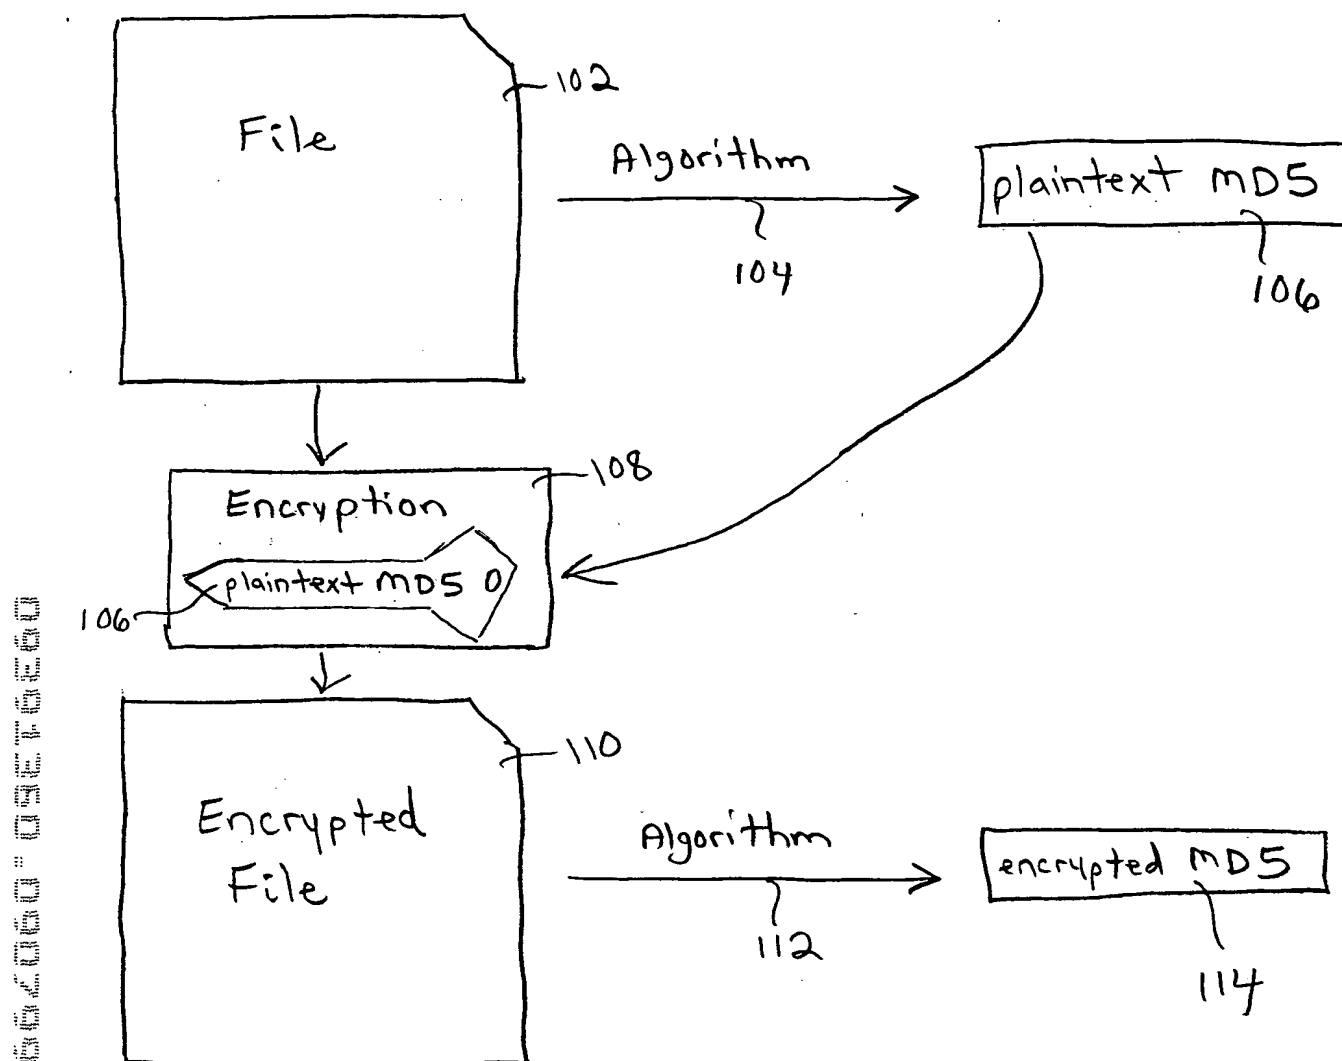 File
102
Algorithm
104
plaintext MD5
106
108
Encryption
plaintext MD5 0
106
110
Encrypted
File
Algorithm
112
encrypted MD5
114